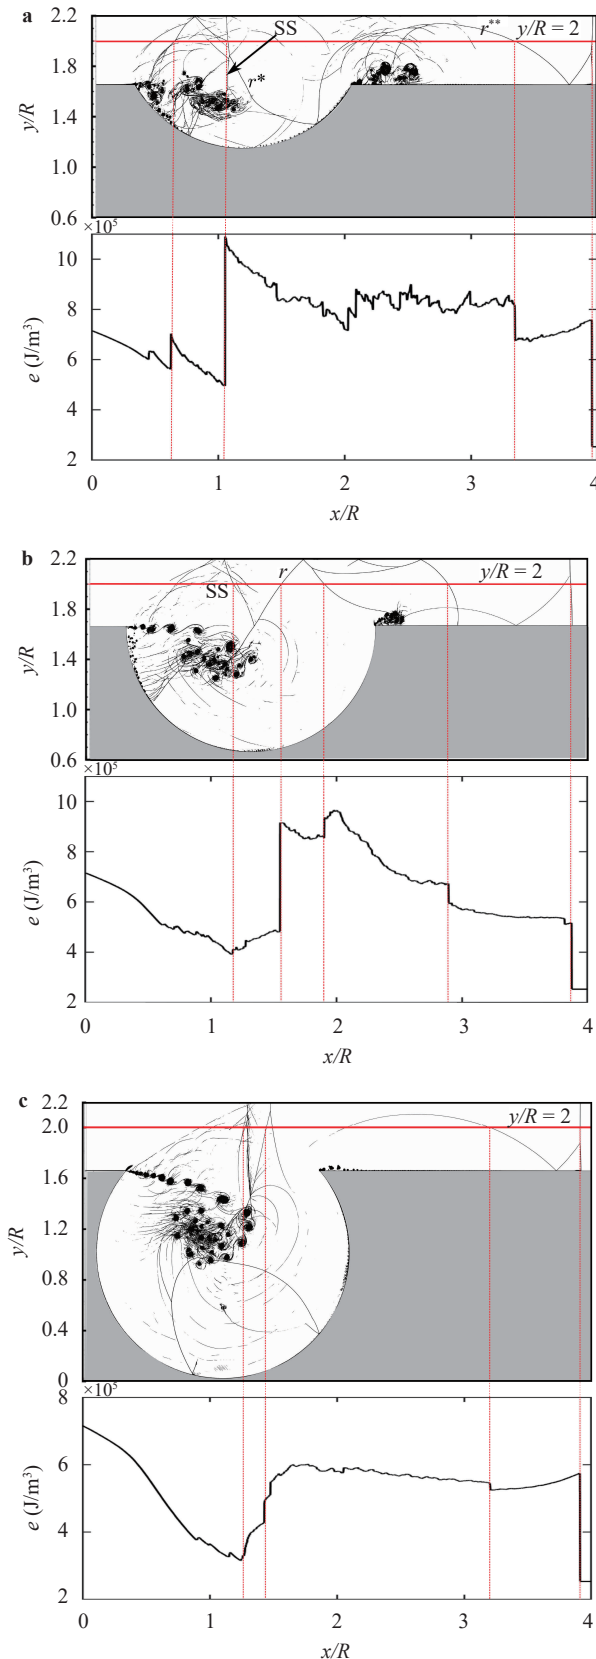 a
2.2
SS
r** y/R = 2
1.8
r*
y/R
1.4
1.0
0.6
×10⁵
10
8
e (J/m³)
6
4
2
0 1 2 3 4
x/R
b
2.2
SS r y/R = 2
1.8
y/R
1.4
1.0
0.6
×10⁵
10
8
e (J/m³)
6
4
2
0 1 2 3 4
x/R
c
2.2
2.0
y/R = 2
1.6
1.2
y/R
0.8
0.4
0
×10⁵
8
6
e (J/m³)
4
2
0 1 2 3 4
x/R